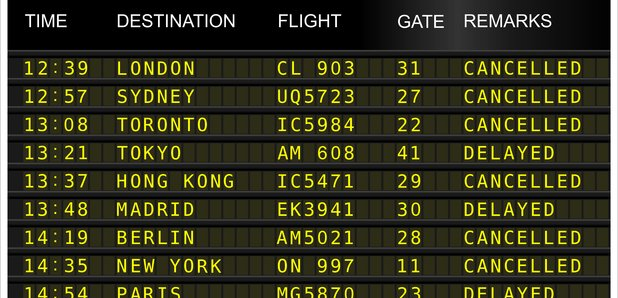 TIME DESTINATION FLIGHT GATE REMARKS
12:39 LONDON CL 903 31 CANCELLED
12:57 SYDNEY UQ5723 27 CANCELLED
13:08 TORONTO IC5984 22 CANCELLED
13:21 TOKYO AM 608 41 DELAYED
13:37 HONG KONG IC5471 29 CANCELLED
13:48 MADRID EK3941 30 DELAYED
14:19 BERLIN AM5021 28 CANCELLED
14:35 NEW YORK ON 997 11 CANCELLED
14:54 PARIS MG5870 23 DELAYED